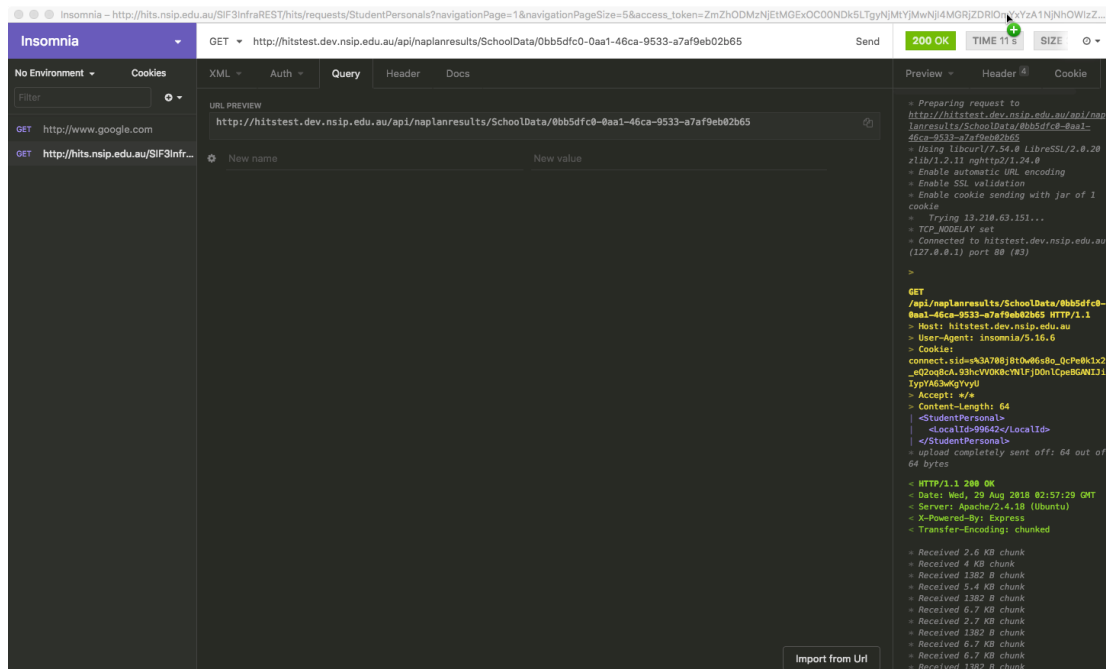 Insomnia – http://hits.nsip.edu.au/SIF3InfraREST/hits/requests/StudentPersonals?navigationPage=1&navigationPageSize=5&access_token=
Insomnia
GET http://hitstest.dev.nsip.edu.au/api/naplanresults/SchoolData/0bb5dfc0-0aa1-46ca-9533-a7af9eb02b65 Send
200 OK TIME 11 s SIZE
No Environment Cookies
XML Auth Query Header Docs
Preview Header 4 Cookie
Filter
GET http://www.google.com
GET http://hits.nsip.edu.au/SIF3Infr...
URL PREVIEW
http://hitstest.dev.nsip.edu.au/api/naplanresults/SchoolData/0bb5dfc0-0aa1-46ca-9533-a7af9eb02b65
New name New value
Import from Url
* Preparing request to
http://hitstest.dev.nsip.edu.au/api/nap
lanresults/SchoolData/0bb5dfc0-0aa1-
46ca-9533-a7af9eb02b65
* Using libcurl/7.54.0 LibreSSL/2.0.20
zlib/1.2.11 nghttp2/1.24.0
* Enable automatic URL encoding
* Enable SSL validation
* Enable cookie sending with jar of 1
cookie
* Trying 13.210.63.151...
* TCP_NODELAY set
* Connected to hitstest.dev.nsip.edu.au
(127.0.0.1) port 80 (#3)
>
GET
/api/naplanresults/SchoolData/0bb5dfc0-
0aa1-46ca-9533-a7af9eb02b65 HTTP/1.1
> Host: hitstest.dev.nsip.edu.au
> User-Agent: insomnia/5.16.6
> Cookie:
connect.sid=s%3A708j8tOw06s8o_QcPe0k1x2
_eQ2oq8cA.93hcVVOK0cYNlFjDOnlCpeBGANIJi
IypYA63wKgYvyU
> Accept: */*
> Content-Length: 64
| <StudentPersonal>
| <LocalId>99642</LocalId>
| </StudentPersonal>
* upload completely sent off: 64 out of
64 bytes
< HTTP/1.1 200 OK
< Date: Wed, 29 Aug 2018 02:57:29 GMT
< Server: Apache/2.4.18 (Ubuntu)
< X-Powered-By: Express
< Transfer-Encoding: chunked
* Received 2.6 KB chunk
* Received 4 KB chunk
* Received 1382 B chunk
* Received 5.4 KB chunk
* Received 1382 B chunk
* Received 6.7 KB chunk
* Received 2.7 KB chunk
* Received 1382 B chunk
* Received 6.7 KB chunk
* Received 6.7 KB chunk
* Received 1382 B chunk